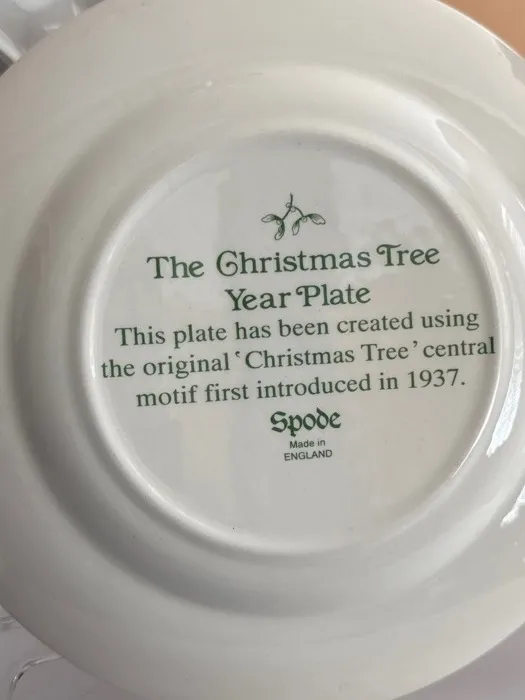 The Christmas Tree
Year Plate
This plate has been created using
the original ‘Christmas Tree’ central
motif first introduced in 1937.
Spode
Made in
ENGLAND